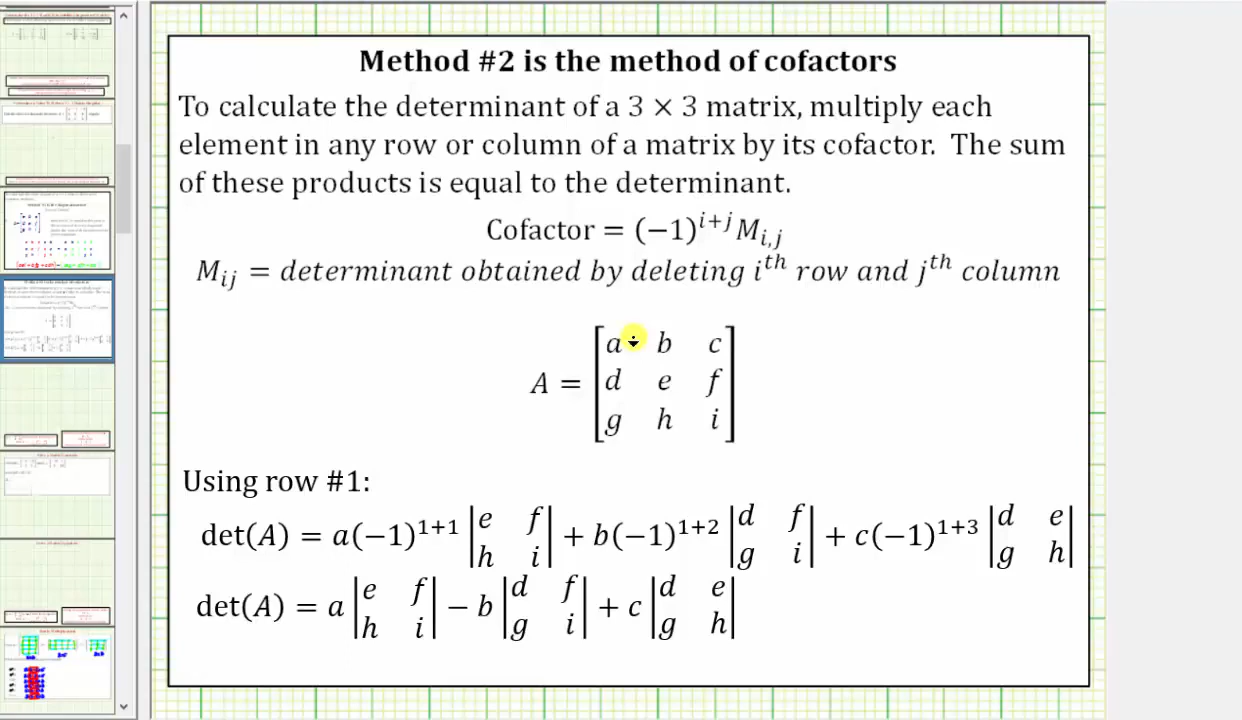 Method #2 is the method of cofactors
To calculate the determinant of a 3 × 3 matrix, multiply each
element in any row or column of a matrix by its cofactor. The sum
of these products is equal to the determinant.
Cofactor = (−1)^{i+j} M_{i,j}
M_{ij} = determinant obtained by deleting i^{th} row and j^{th} column
A = [a b c
d e f
g h i]
Using row #1:
det(A) = a(−1)^{1+1} |e f; h i| + b(−1)^{1+2} |d f; g i| + c(−1)^{1+3} |d e; g h|
det(A) = a |e f; h i| − b |d f; g i| + c |d e; g h|